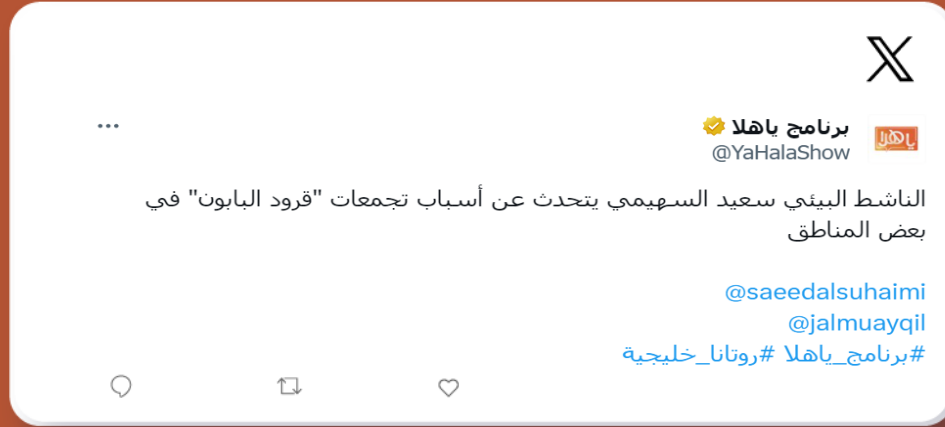 X
ياهلا
برنامج ياهلا
@YaHalaShow
الناشط البيئي سعيد السهيمي يتحدث عن أسباب تجمعات "قرود البابون" في
بعض المناطق
@saeedalsuhaimi
@jalmuayqil
#برنامج_ياهلا #روتانا_خليجية